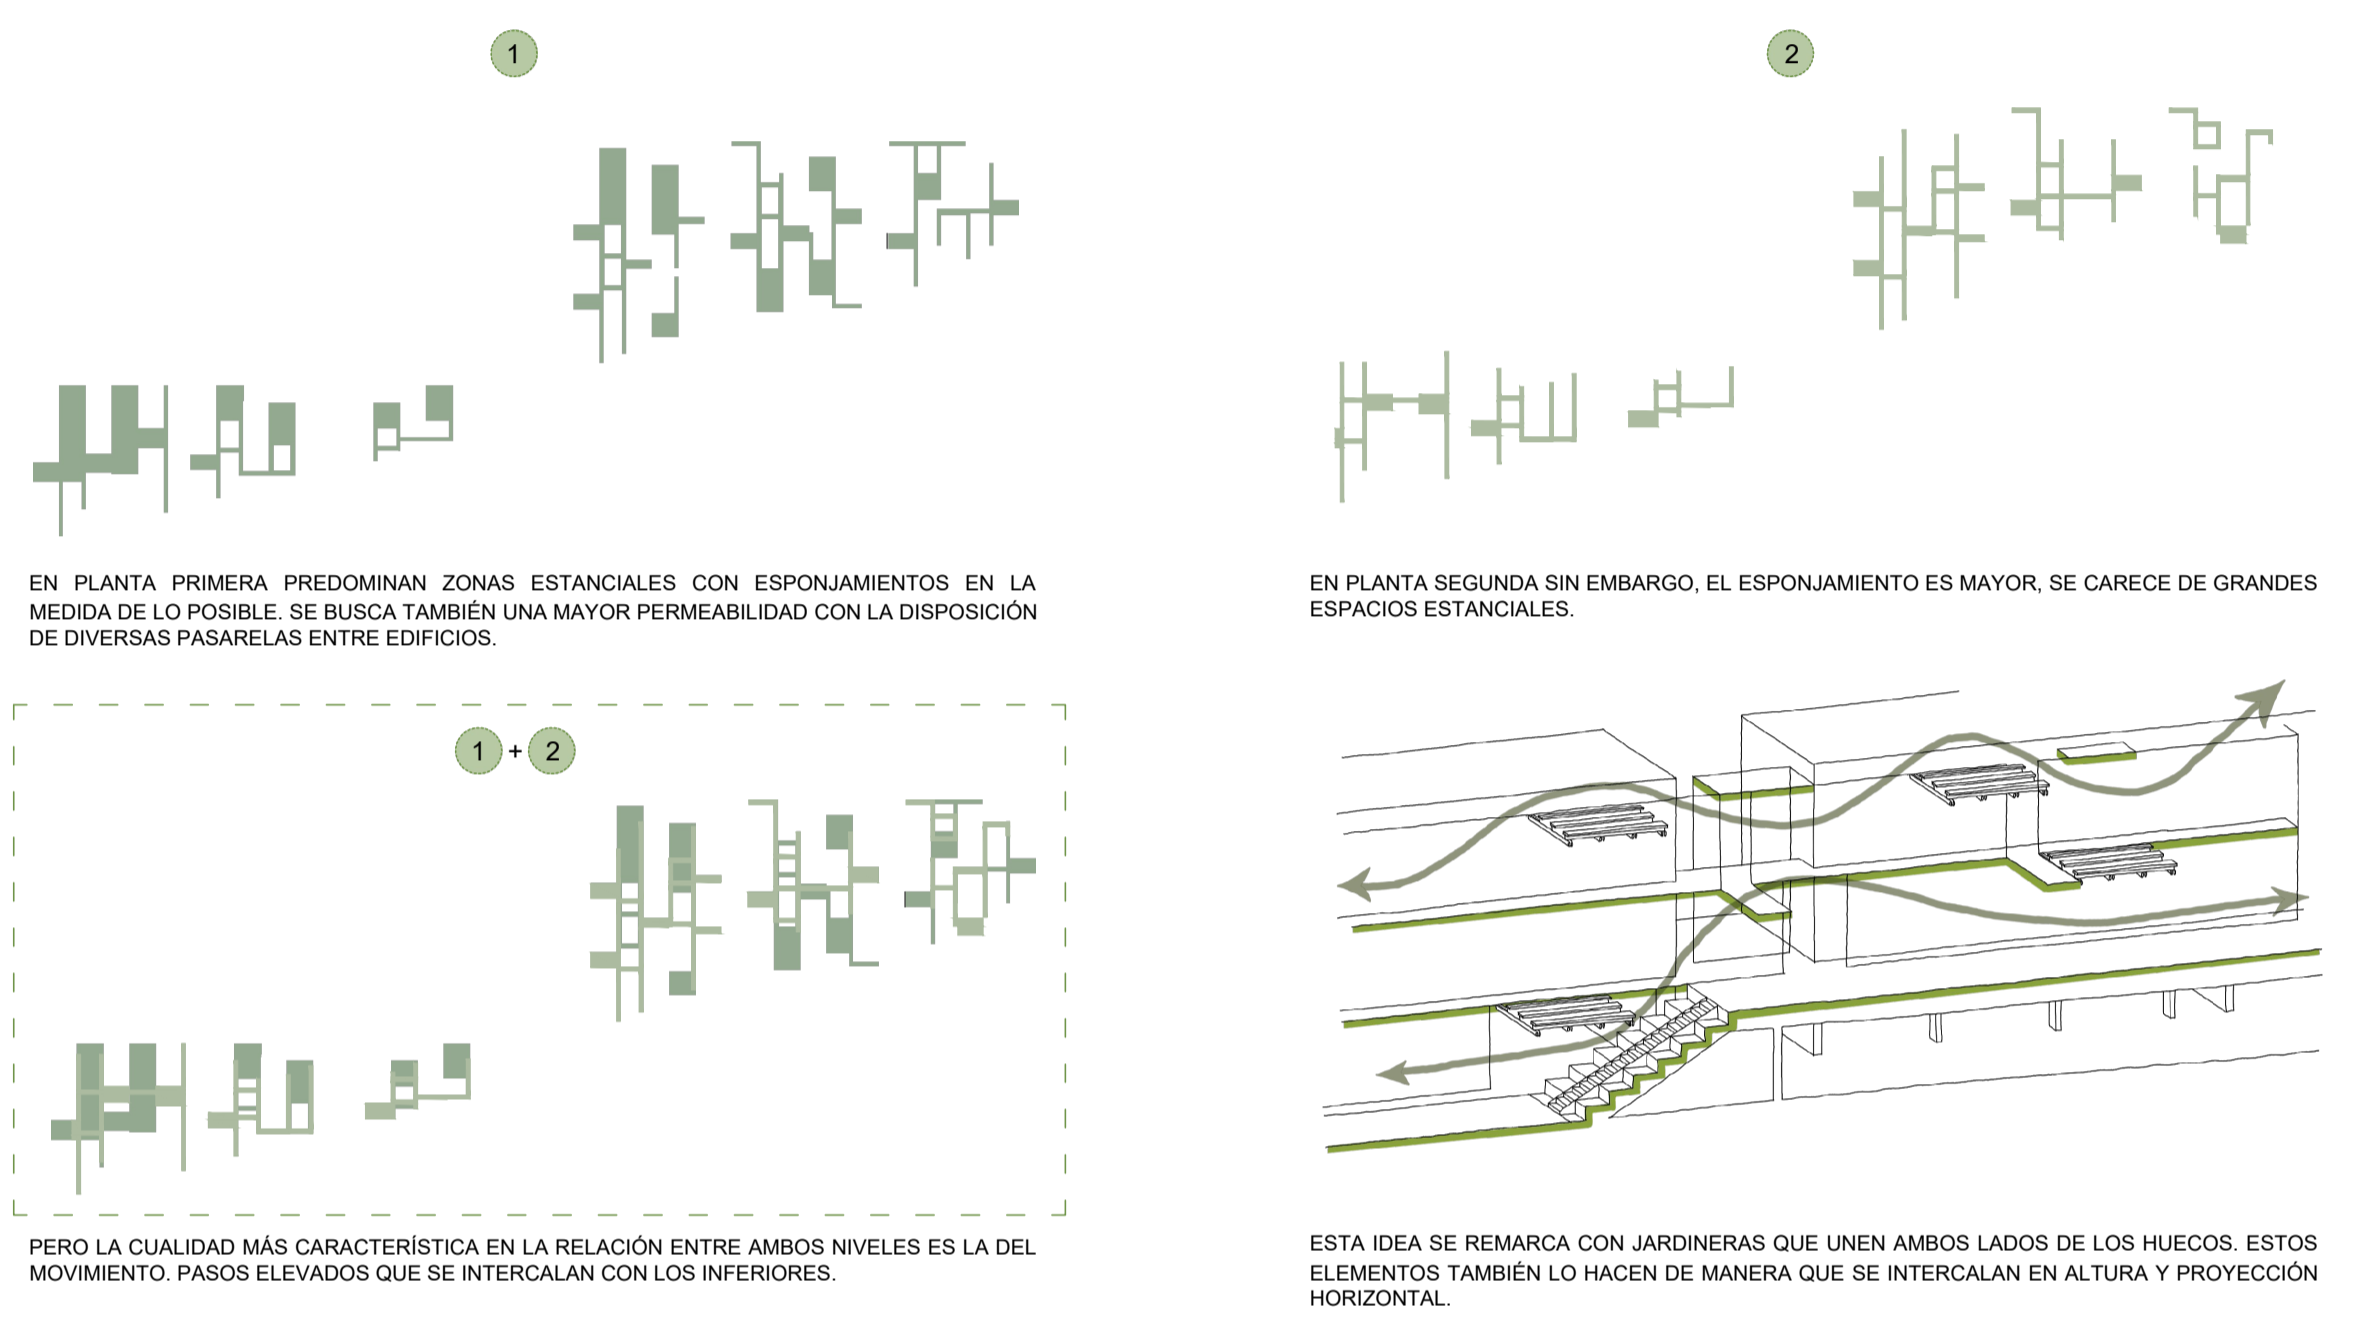 1
2
EN PLANTA PRIMERA PREDOMINAN ZONAS ESTANCIALES CON ESPONJAMIENTOS EN LA
MEDIDA DE LO POSIBLE. SE BUSCA TAMBIÉN UNA MAYOR PERMEABILIDAD CON LA DISPOSICIÓN
DE DIVERSAS PASARELAS ENTRE EDIFICIOS.
EN PLANTA SEGUNDA SIN EMBARGO, EL ESPONJAMIENTO ES MAYOR, SE CARECE DE GRANDES
ESPACIOS ESTANCIALES.
1 + 2
PERO LA CUALIDAD MÁS CARACTERÍSTICA EN LA RELACIÓN ENTRE AMBOS NIVELES ES LA DEL
MOVIMIENTO. PASOS ELEVADOS QUE SE INTERCALAN CON LOS INFERIORES.
ESTA IDEA SE REMARCA CON JARDINERAS QUE UNEN AMBOS LADOS DE LOS HUECOS. ESTOS
ELEMENTOS TAMBIÉN LO HACEN DE MANERA QUE SE INTERCALAN EN ALTURA Y PROYECCIÓN
HORIZONTAL.